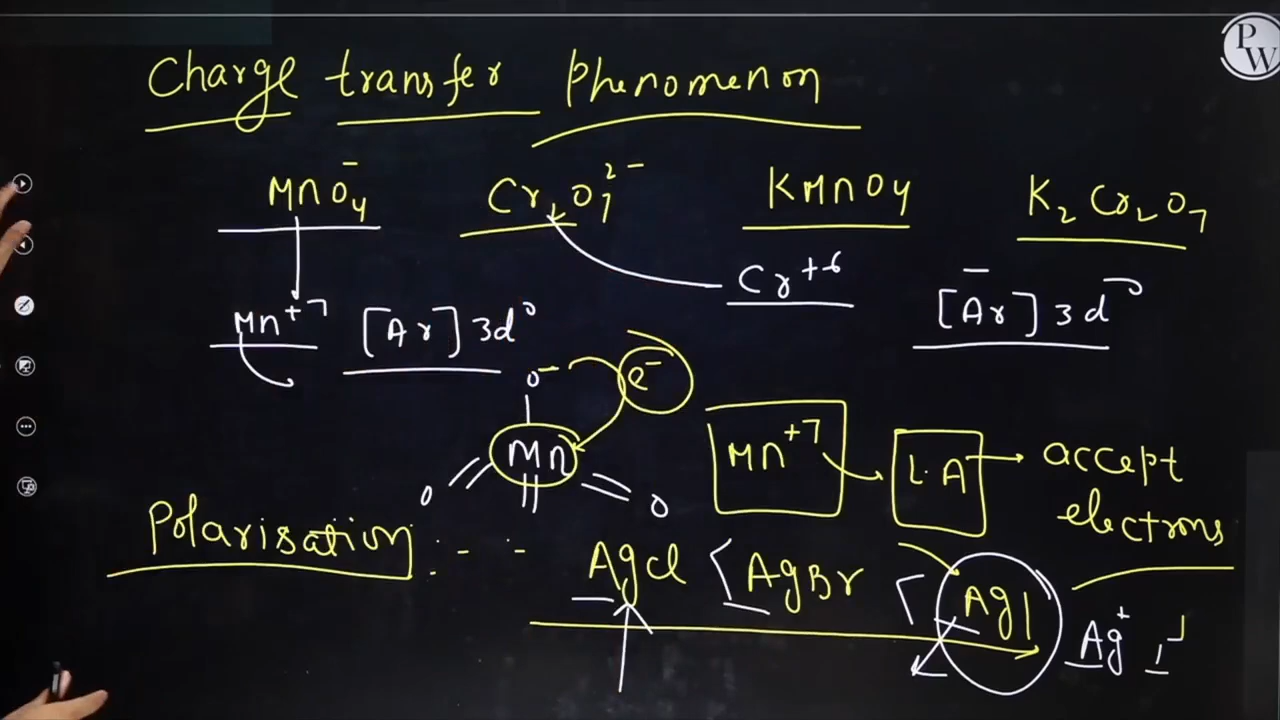 Charge transfer Phenomenon
PW
MnO₄⁻ Cr₂O₇²⁻ KMnO₄ K₂Cr₂O₇
Cr⁺⁶ [Ar] 3d⁰
Mn⁺⁷ [Ar] 3d⁰
O⁻ e⁻
Mn⁺⁷ L.A → accept
Mn
O O
electrons
Polarisation :- -
AgCl < AgBr < AgI
Ag⁺ I⁻